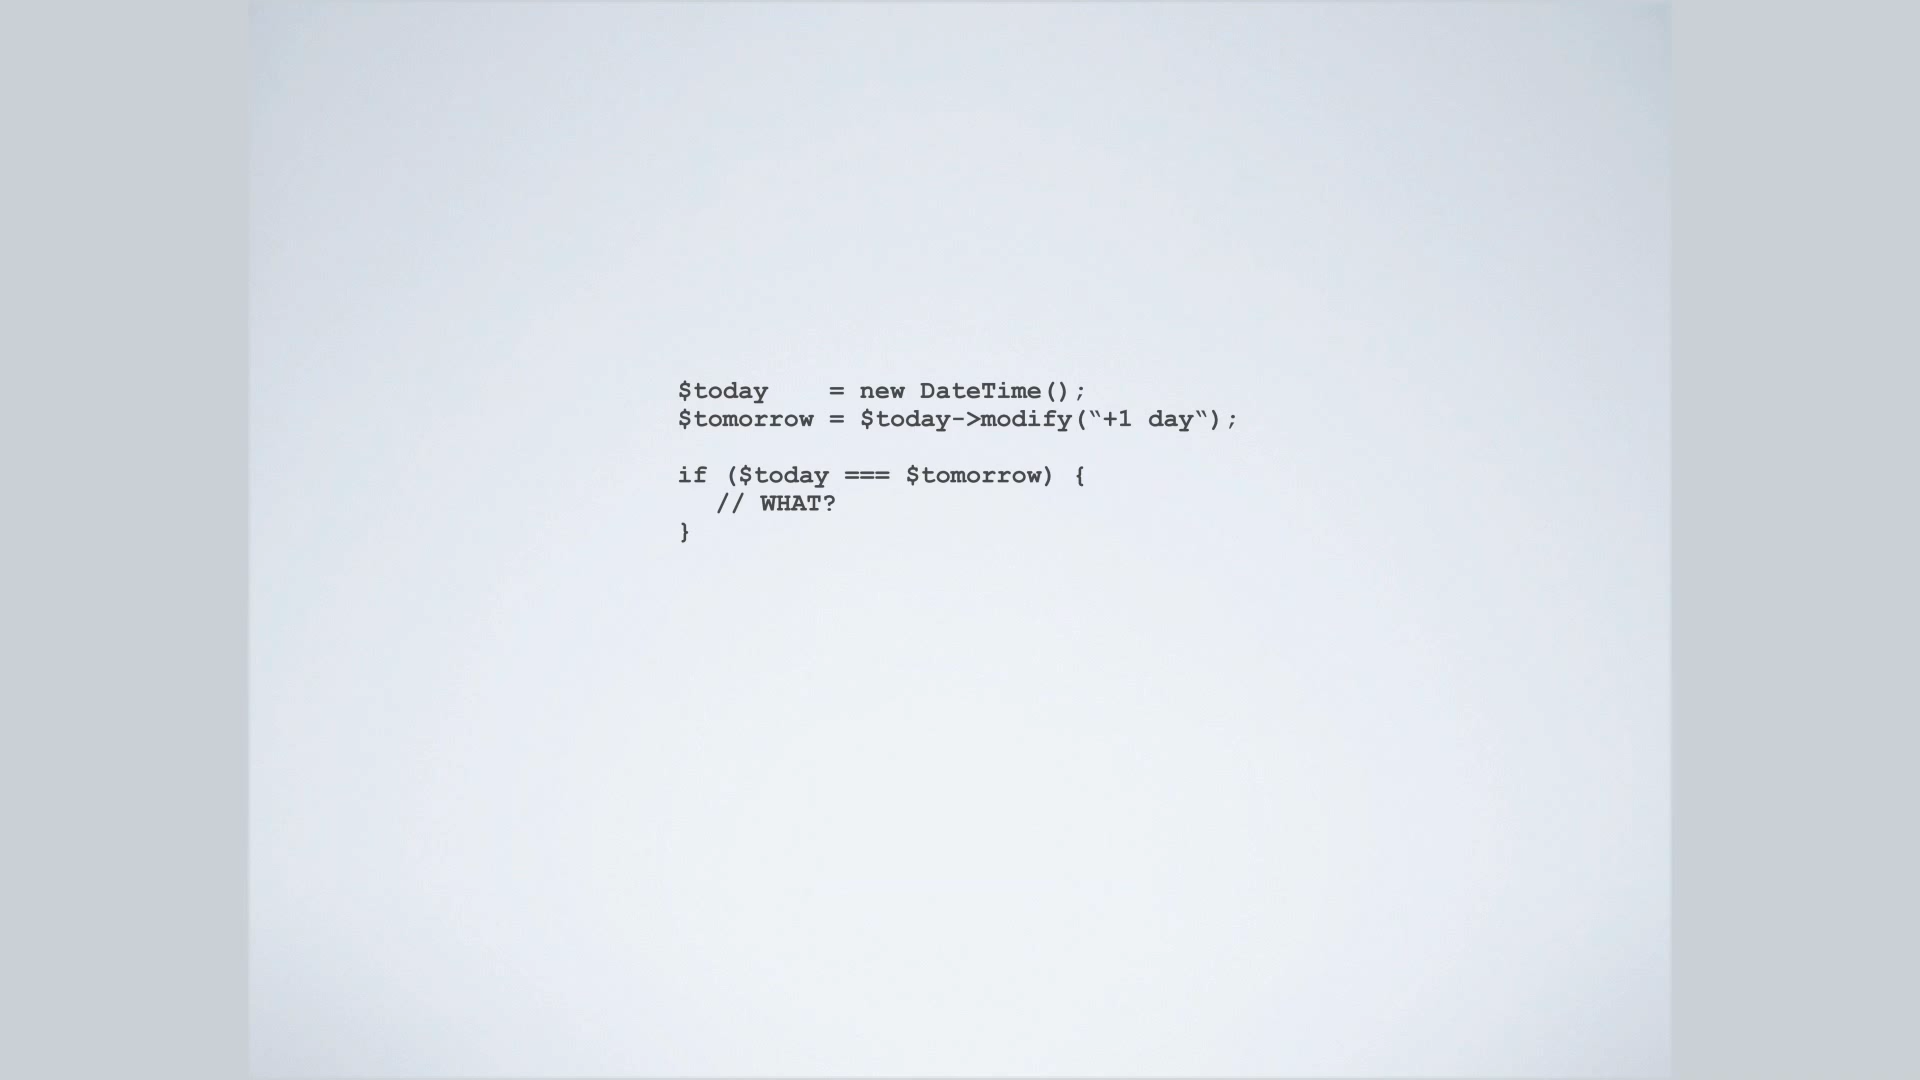 $today    = new DateTime();
$tomorrow = $today->modify(“+1 day“);
if ($today === $tomorrow) {
// WHAT?
}